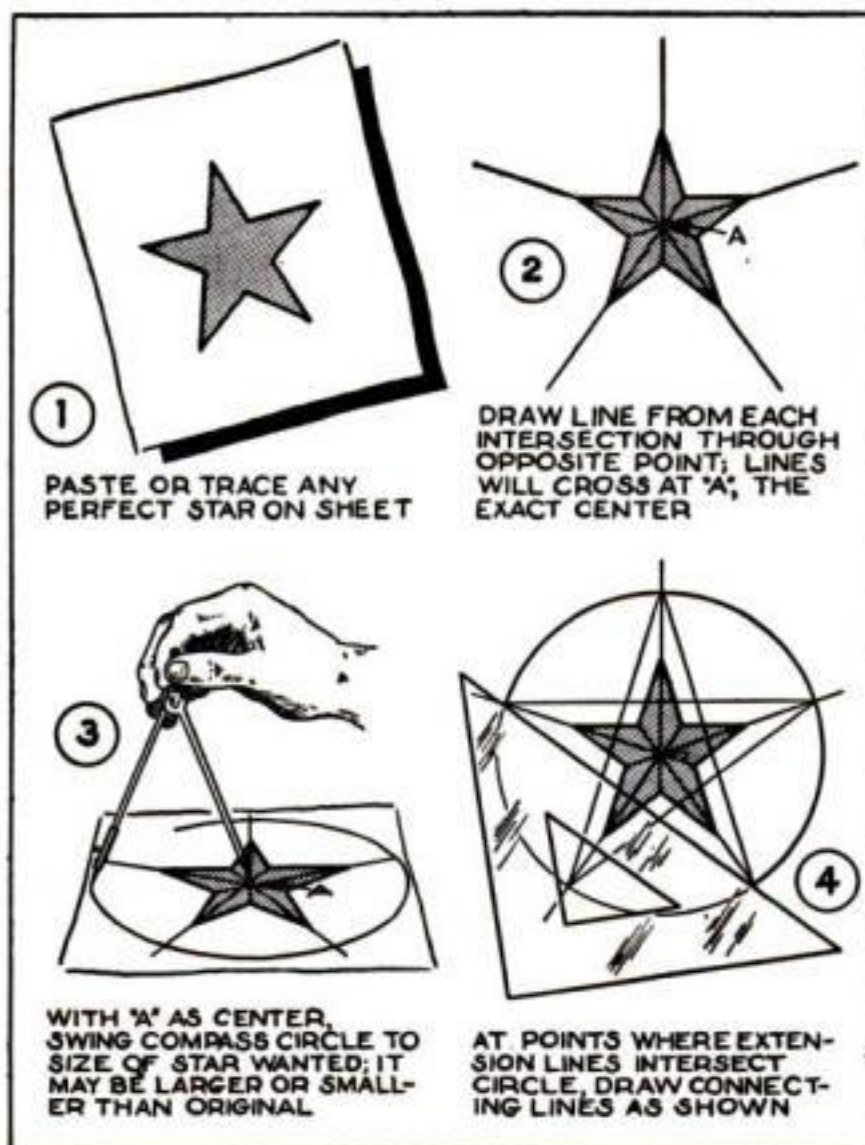 1
PASTE OR TRACE ANY
PERFECT STAR ON SHEET
A
2
DRAW LINE FROM EACH
INTERSECTION THROUGH
OPPOSITE POINT; LINES
WILL CROSS AT "A", THE
EXACT CENTER
3
A
WITH "A" AS CENTER,
SWING COMPASS CIRCLE TO
SIZE OF STAR WANTED; IT
MAY BE LARGER OR SMALL-
ER THAN ORIGINAL
4
AT POINTS WHERE EXTEN-
SION LINES INTERSECT
CIRCLE, DRAW CONNECT-
ING LINES AS SHOWN